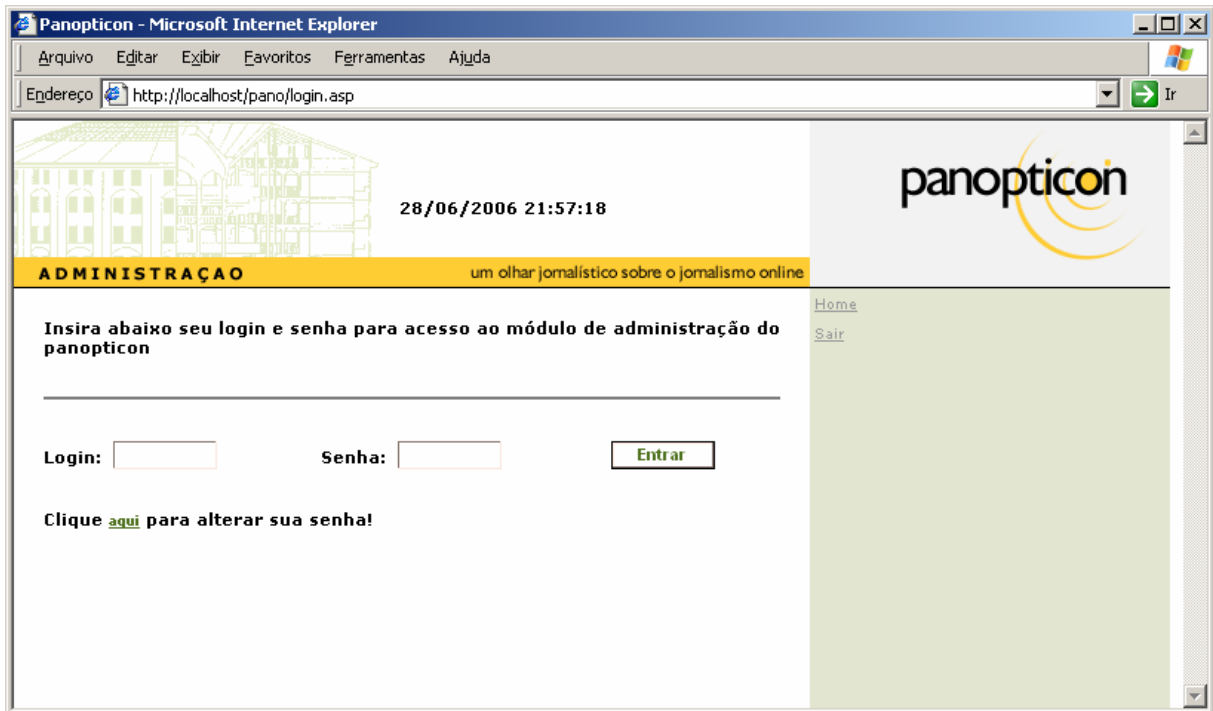 Panopticon - Microsoft Internet Explorer
Arquivo Editar Exibir Favoritos Ferramentas Ajuda
Endereço http://localhost/pano/login.asp Ir
panopticon
28/06/2006 21:57:18
ADMINISTRAÇAO um olhar jornalístico sobre o jornalismo online
Home
Insira abaixo seu login e senha para acesso ao módulo de administração do
Sair
panopticon
Login: Senha: Entrar
Clique aqui para alterar sua senha!